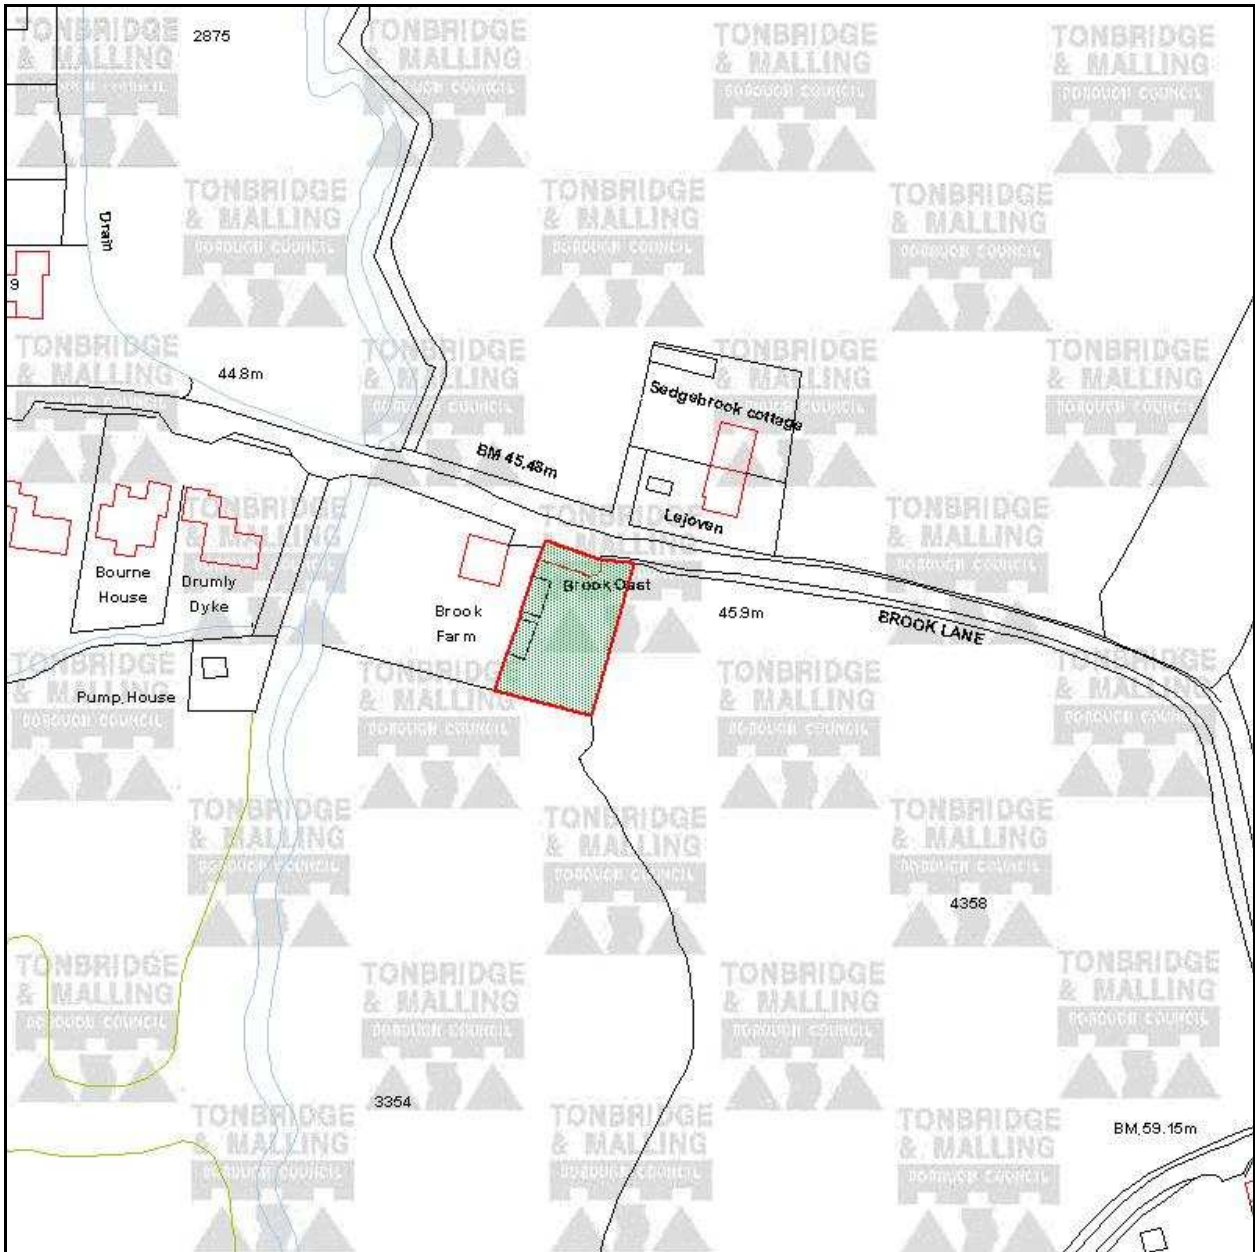 2875
Drain
9
44.8m
BM 45.48m
Sedgebrook cottage
Lejoven
Bourne
House
Drumly
Dyke
Brook
Farm
Brook Oast
45.9m
BROOK LANE
Pump House
4358
3354
BM 59.15m
TONBRIDGE
& MALLING
BOROUGH COUNCIL